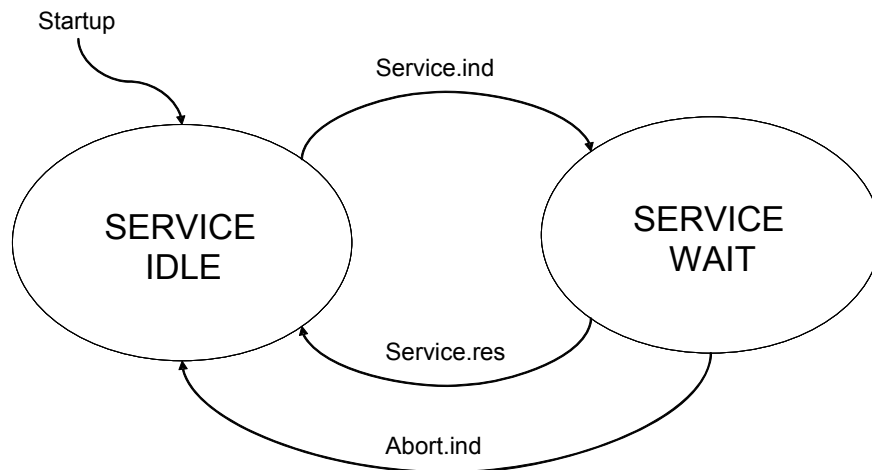 Startup
Service.ind
SERVICE
IDLE
SERVICE
WAIT
Service.res
Abort.ind